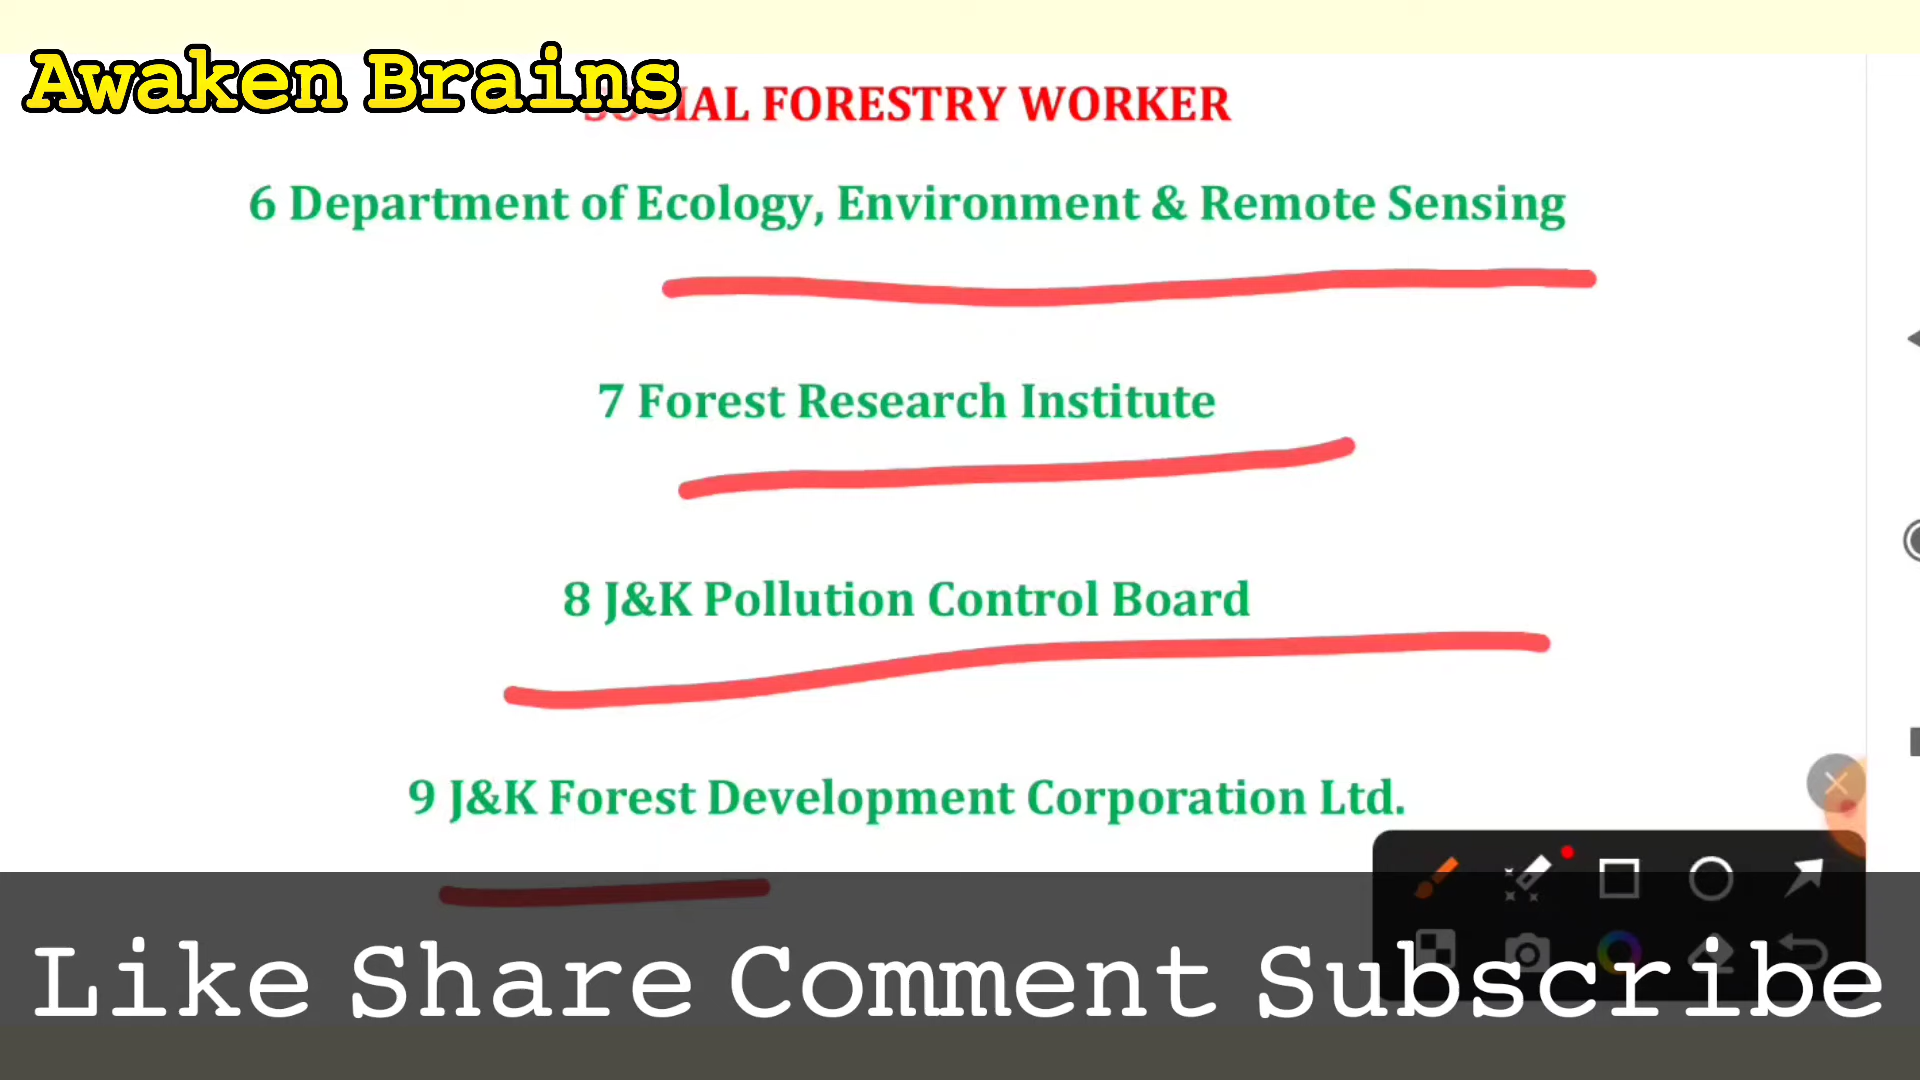 Awaken Brains
SOCIAL FORESTRY WORKER
6 Department of Ecology, Environment & Remote Sensing
7 Forest Research Institute
8 J&K Pollution Control Board
9 J&K Forest Development Corporation Ltd.
Like Share Comment Subscribe